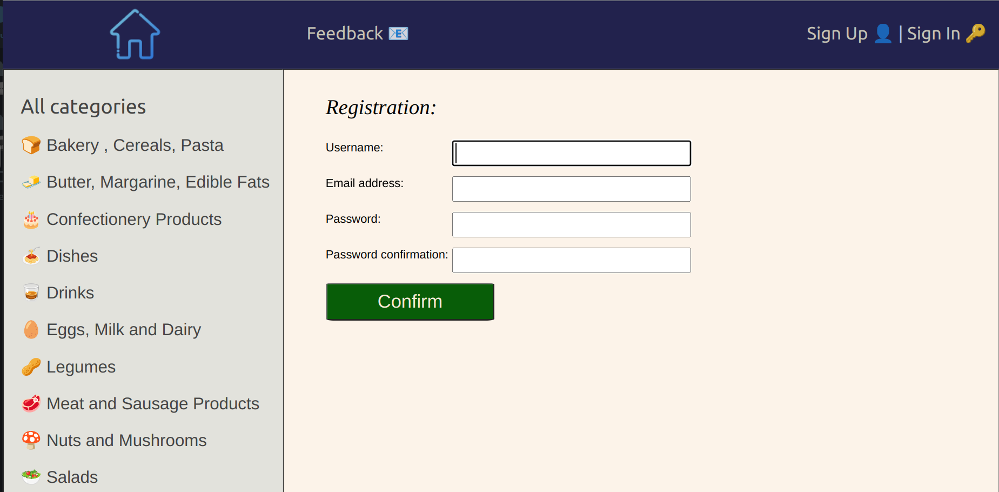 Feedback
Sign Up | Sign In
All categories
Bakery , Cereals, Pasta
Butter, Margarine, Edible Fats
Confectionery Products
Dishes
Drinks
Eggs, Milk and Dairy
Legumes
Meat and Sausage Products
Nuts and Mushrooms
Salads
Registration:
Username:
Email address:
Password:
Password confirmation:
Confirm